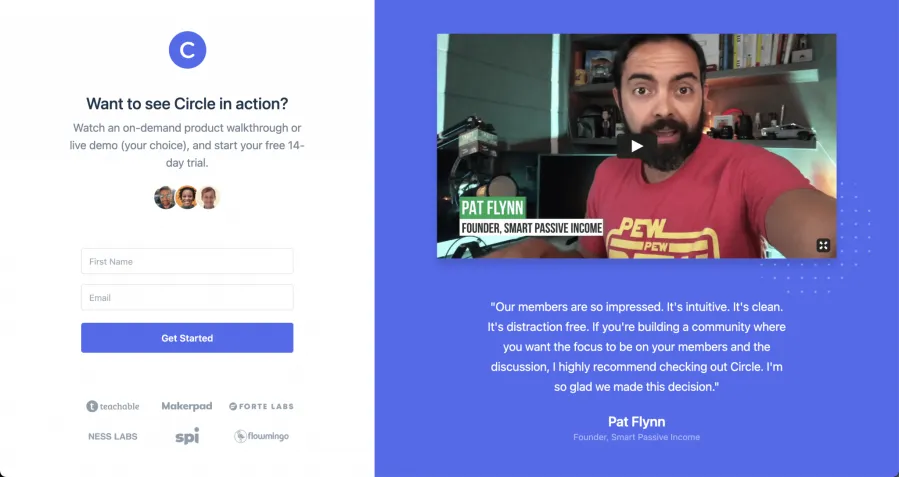 C
Want to see Circle in action?
Watch an on-demand product walkthrough or
live demo (your choice), and start your free 14-
day trial.
First Name
Email
Get Started
teachable
Makerpad
FORTE LABS
NESS LABS
spi
flowmingo
PAT FLYNN
FOUNDER, SMART PASSIVE INCOME
PEW
PEW
"Our members are so impressed. It's intuitive. It's clean.
It's distraction free. If you're building a community where
you want the focus to be on your members and the
discussion, I highly recommend checking out Circle. I'm
so glad we made this decision."
Pat Flynn
Founder, Smart Passive Income